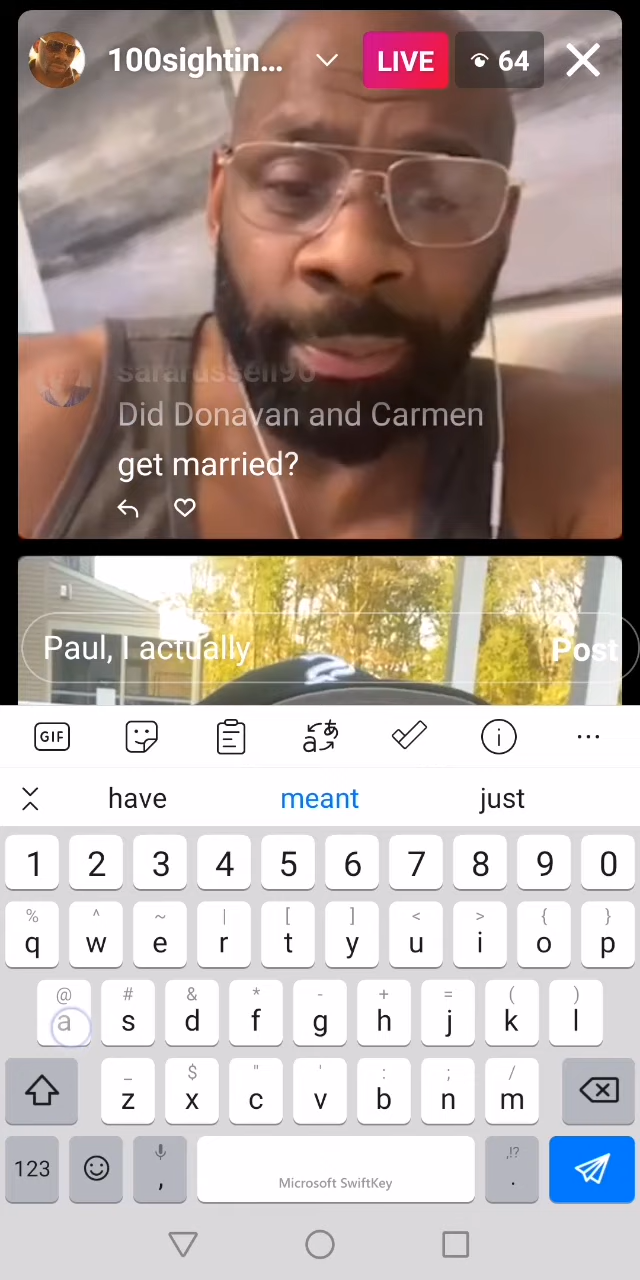 100sightin...
LIVE
64
sararussell96
Did Donavan and Carmen
get married?
Paul, I actually
Post
GIF
have meant just
1 2 3 4 5 6 7 8 9 0
% ^ ~ | [ ] < > { }
q w e r t y u i o p
@ # & * - + = ( )
a s d f g h j k l
_ $ " ' : ; /
z x c v b n m
,!?
123 , Microsoft SwiftKey .